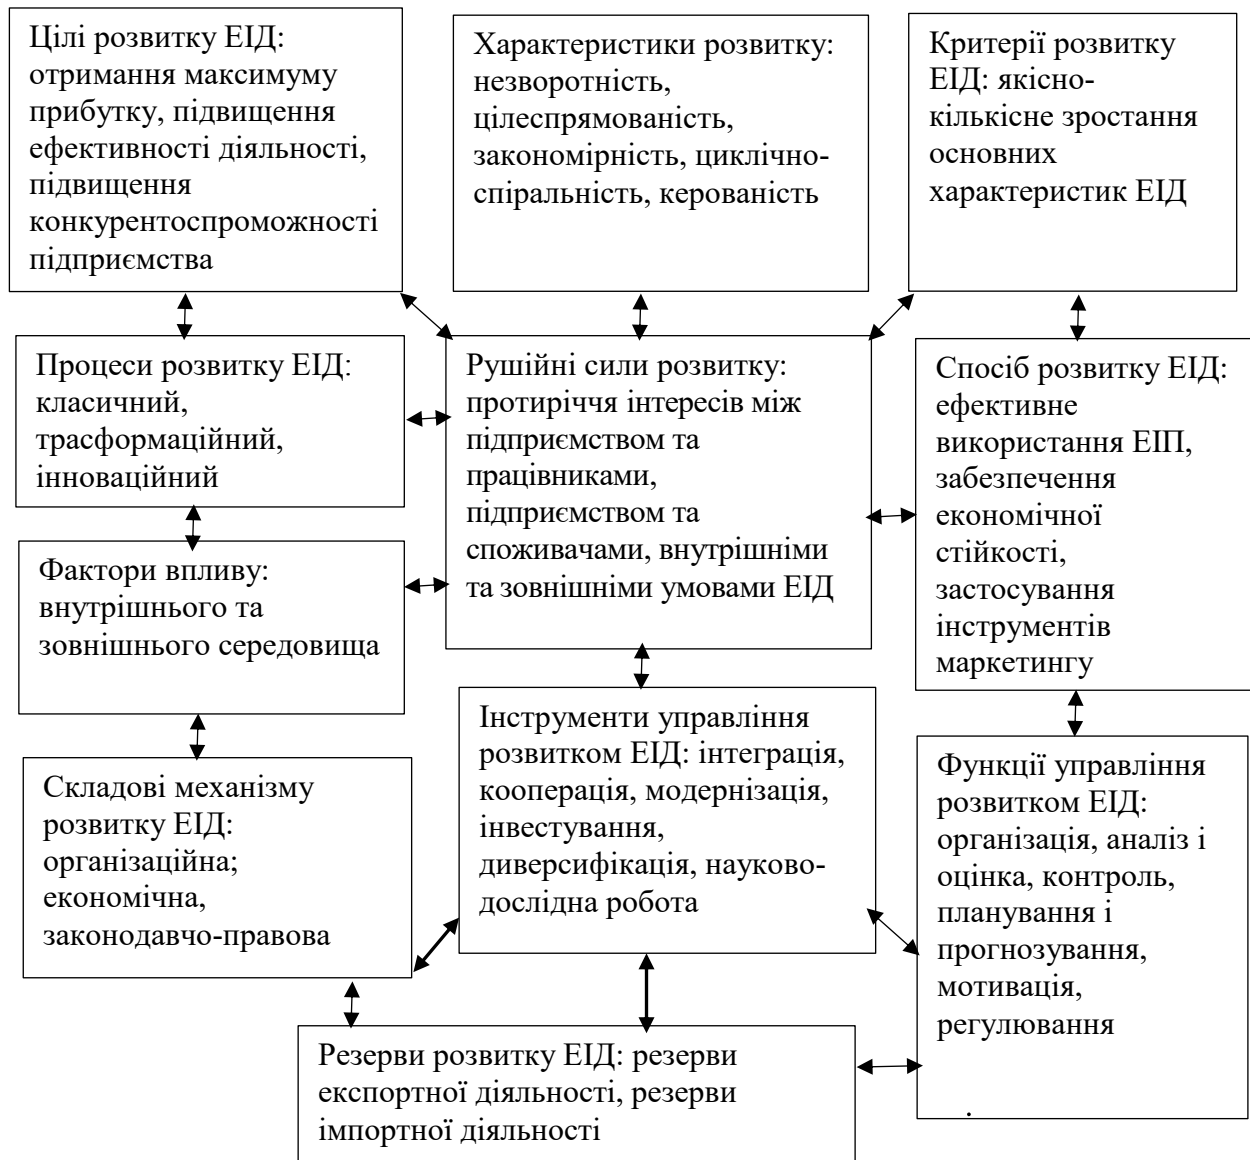 Цілі розвитку ЕІД:
отримання максимуму
прибутку, підвищення
ефективності діяльності,
підвищення
конкурентоспроможності
підприємства
Характеристики розвитку:
незворотність,
цілеспрямованість,
закономірність, циклічно-
спіральність, керованість
Критерії розвитку
ЕІД: якісно-
кількісне зростання
основних
характеристик ЕІД
Процеси розвитку ЕІД:
класичний,
трасформаційний,
інноваційний
Рушійні сили розвитку:
протиріччя інтересів між
підприємством та
працівниками,
підприємством та
споживачами, внутрішніми
та зовнішніми умовами ЕІД
Спосіб розвитку ЕІД:
ефективне
використання ЕІП,
забезпечення
економічної
стійкості,
застосування
інструментів
маркетингу
Фактори впливу:
внутрішнього та
зовнішнього середовища
Інструменти управління
розвитком ЕІД: інтеграція,
кооперація, модернізація,
інвестування,
диверсифікація, науково-
дослідна робота
Складові механізму
розвитку ЕІД:
організаційна;
економічна,
законодавчо-правова
Функції управління
розвитком ЕІД:
організація, аналіз і
оцінка, контроль,
планування і
прогнозування,
мотивація,
регулювання
.
Резерви розвитку ЕІД: резерви
експортної діяльності, резерви
імпортної діяльності